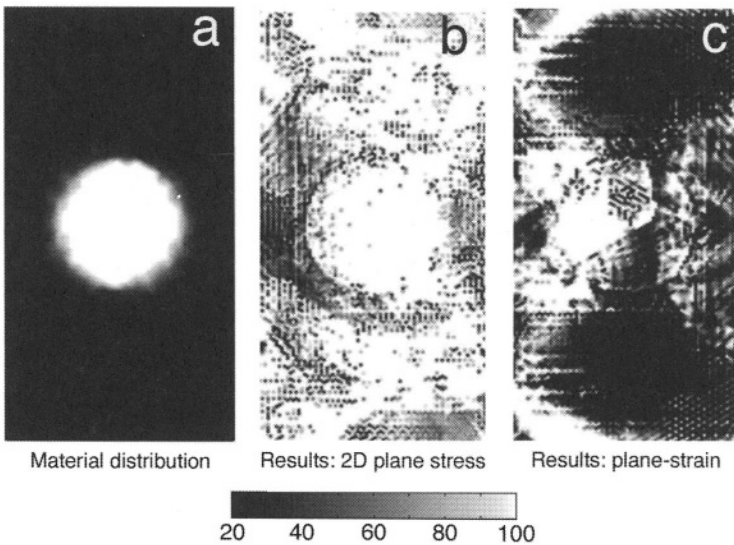 a
b
c
Material distribution
Results: 2D plane stress
Results: plane-strain
20 40 60 80 100